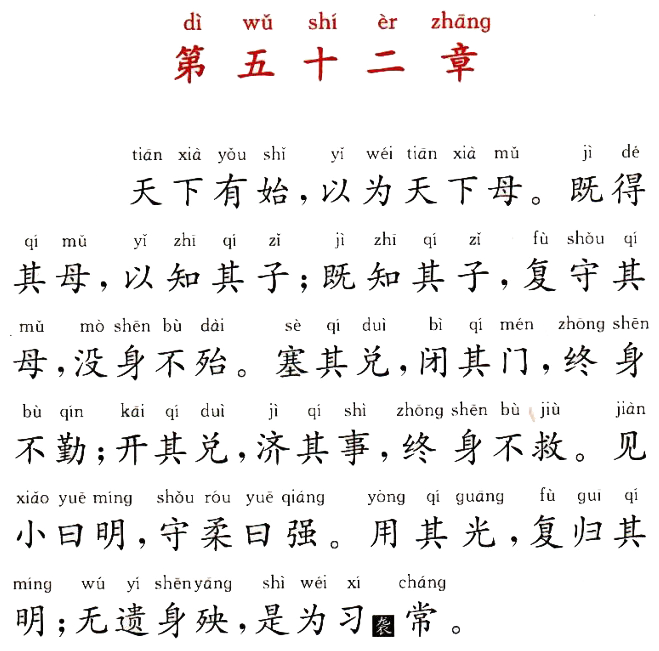 dì wǔ shí èr zhāng
第五十二章
tiān xià yǒu shǐ yǐ wéi tiān xià mǔ jì dé
天下有始，以为天下母。既得
qí mǔ yǐ zhī qí zǐ jì zhī qí zǐ fù shǒu qí
其母，以知其子；既知其子，复守其
mǔ mò shēn bù dài sè qí duì bì qí mén zhōng shēn
母，没身不殆。塞其兑，闭其门，终身
bù qín kāi qí duì jì qí shì zhōng shēn bù jiù jiàn
不勤；开其兑，济其事，终身不救。见
xiǎo yuē míng shǒu róu yuē qiáng yòng qí guāng fù guī qí
小曰明，守柔曰强。用其光，复归其
míng wú yí shēn yāng shì wéi xí cháng
明；无遗身殃，是为习袭常。